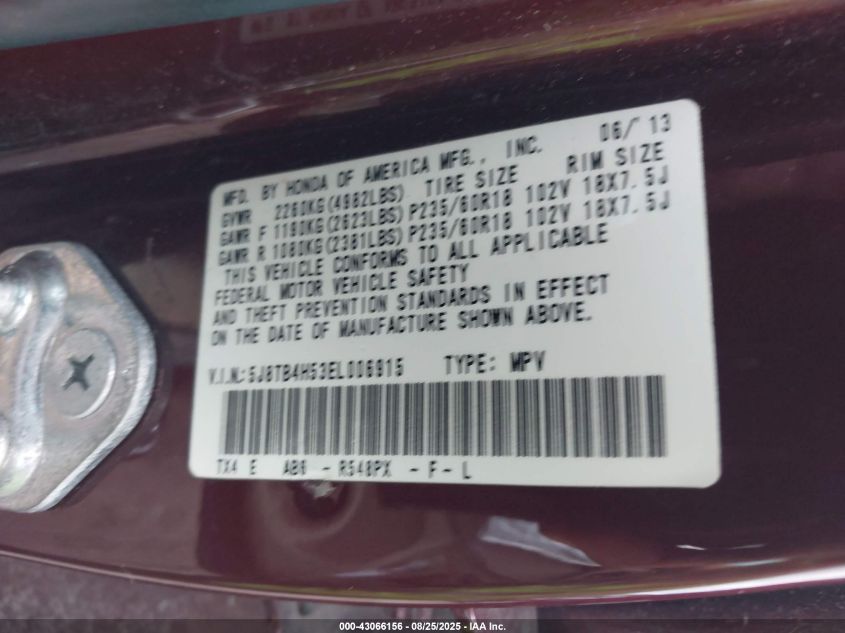 MFD. BY HONDA OF AMERICA MFG., INC. 06/'13
GVWR 2260KG(4982LBS) TIRE SIZE RIM SIZE
GAWR F 1190KG(2623LBS) P235/60R18 102V 18X7.5J
GAWR R 1080KG(2381LBS) P235/60R18 102V 18X7.5J
THIS VEHICLE CONFORMS TO ALL APPLICABLE
FEDERAL MOTOR VEHICLE SAFETY
AND THEFT PREVENTION STANDARDS IN EFFECT
ON THE DATE OF MANUFACTURE SHOWN ABOVE.
V.I.N.: 5J8TB4H53EL006915 TYPE: MPV
TX4 E AB6 - R548PX - F - L
000-43066156 - 08/25/2025 - IAA Inc.